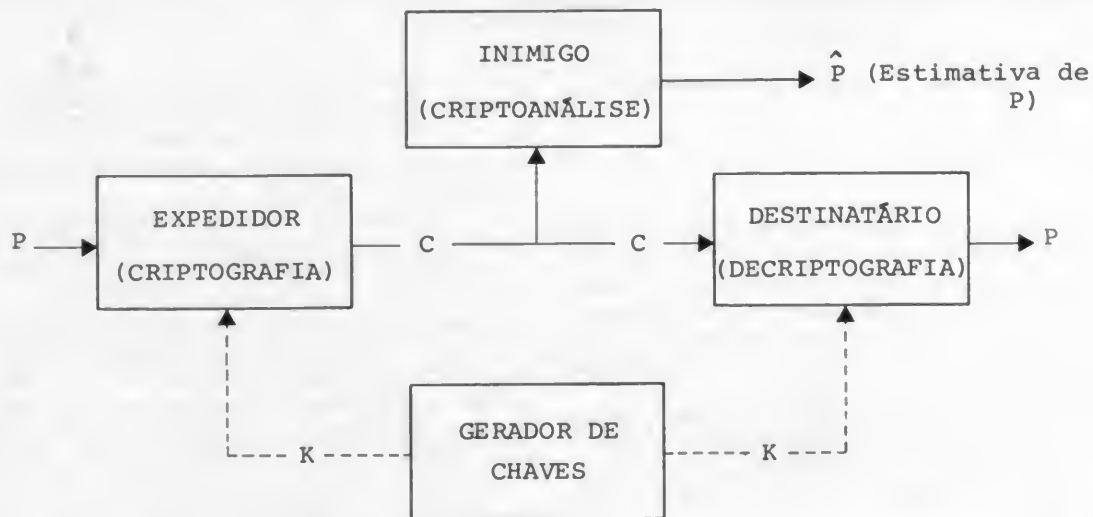 INIMIGO
(CRIPTOANÁLISE)
P̂ (Estimativa de
P)
EXPEDIDOR
(CRIPTOGRAFIA)
DESTINATÁRIO
(DECRIPTOGRAFIA)
P
C
C
P
GERADOR DE
CHAVES
K
K